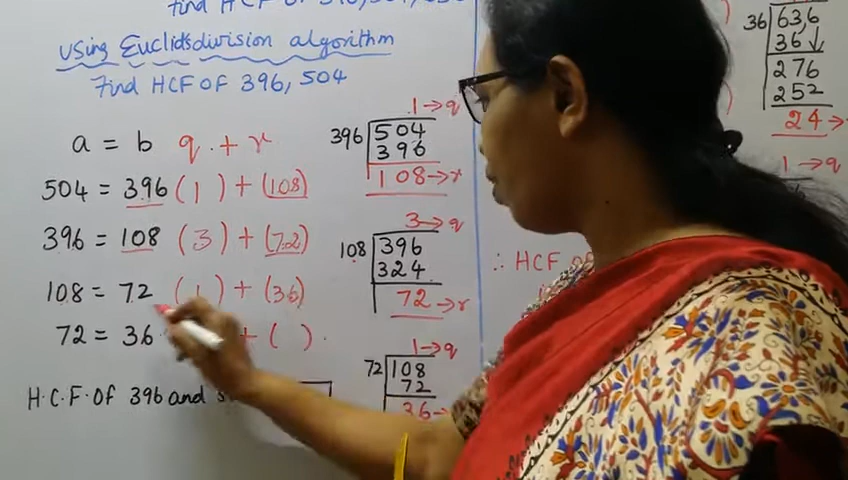 Find HCF OF
Using Euclids division algorithm
Find HCF OF 396, 504
a = b q + r
504 = 396 (1) + (108)
396 = 108 (3) + (72)
108 = 72 (1) + (36)
72 = 36 + ( )
H.C.F. OF 396 and
1→q
396 504
396
108→r
3→q
108 396
324
72→r
1→q
72 108
72
36
36 636
36↓
276
252
24→
1→q
∴ HCF